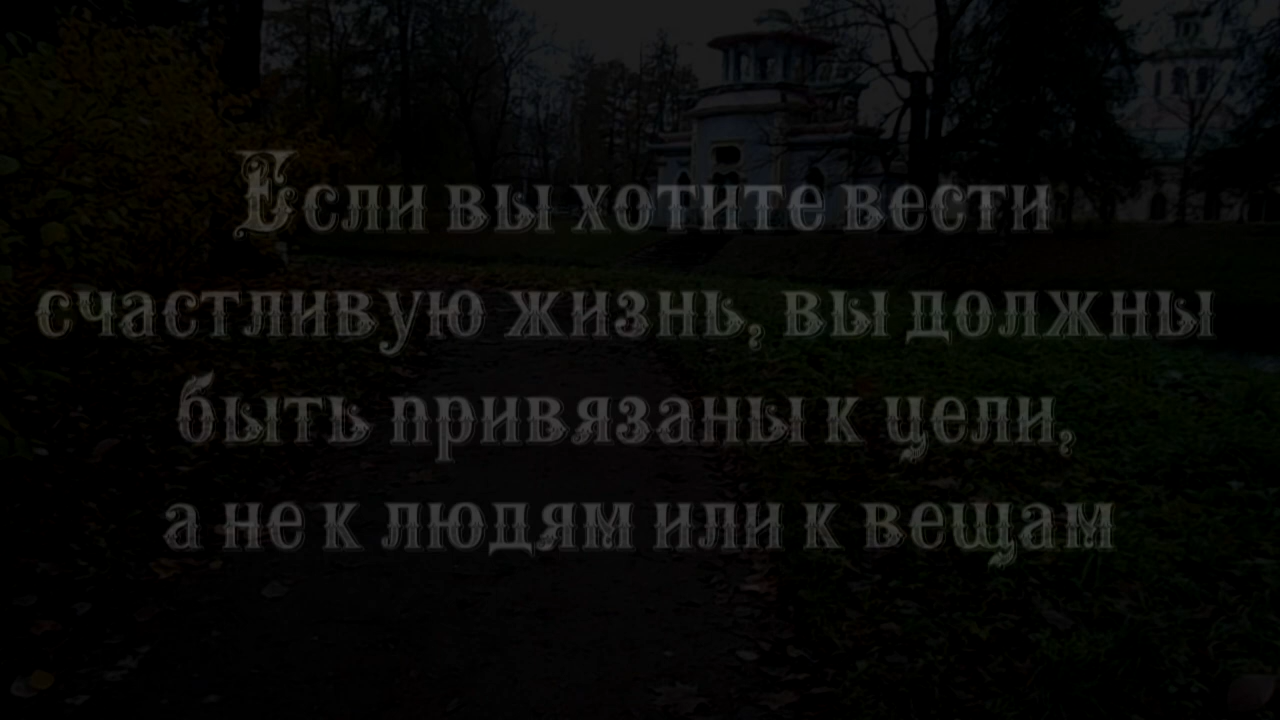 Если вы хотите вести
счастливую жизнь, вы должны
быть привязаны к цели,
а не к людям или к вещам